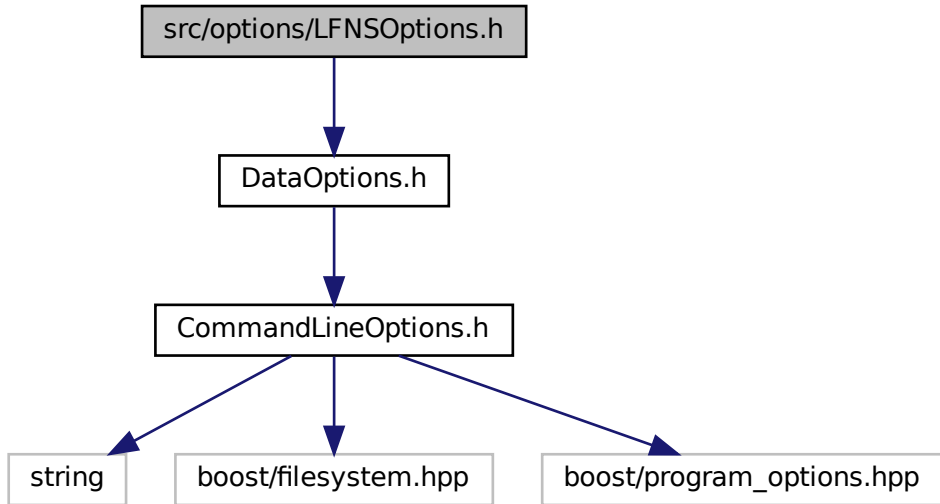 src/options/LFNSOptions.h
DataOptions.h
CommandLineOptions.h
string
boost/filesystem.hpp
boost/program_options.hpp